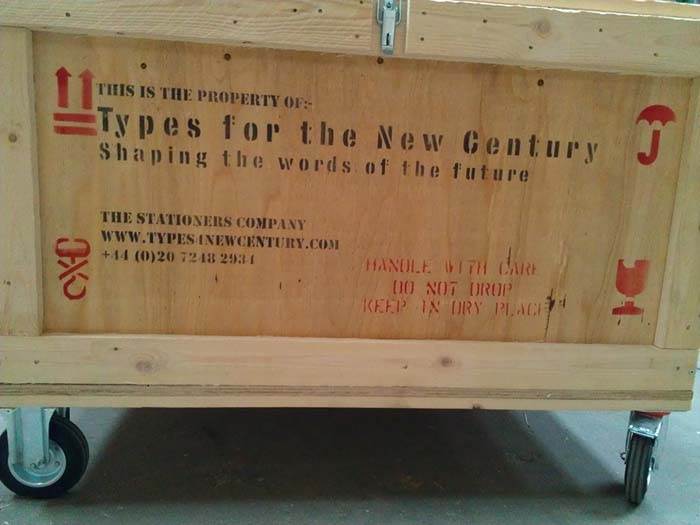 THIS IS THE PROPERTY OF:-
Types for the New Century
Shaping the words of the future
THE STATIONERS COMPANY
WWW.TYPES4NEWCENTURY.COM
+44 (0)20 7248 2934
HANDLE WITH CARE
DO NOT DROP
KEEP IN DRY PLACE